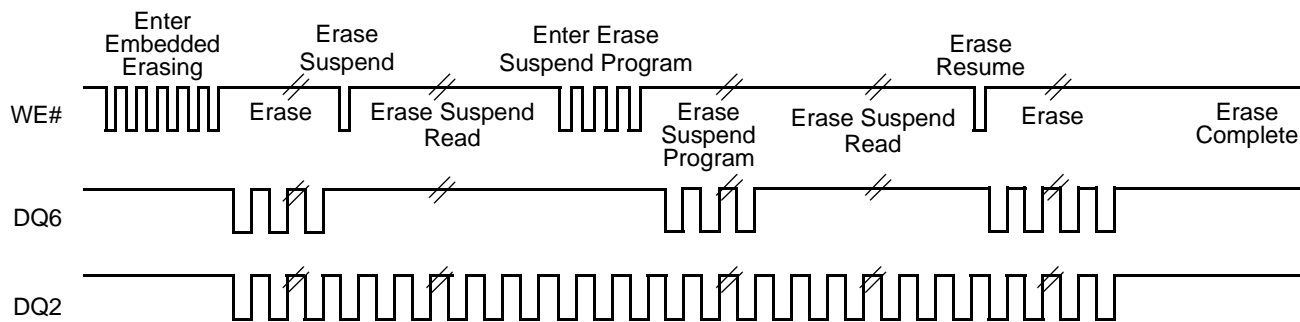 Enter
Embedded
Erasing
Erase
Suspend
Enter Erase
Suspend Program
Erase
Resume
WE#
Erase
Erase Suspend
Read
Erase
Suspend
Program
Erase Suspend
Read
Erase
Erase
Complete
DQ6
DQ2